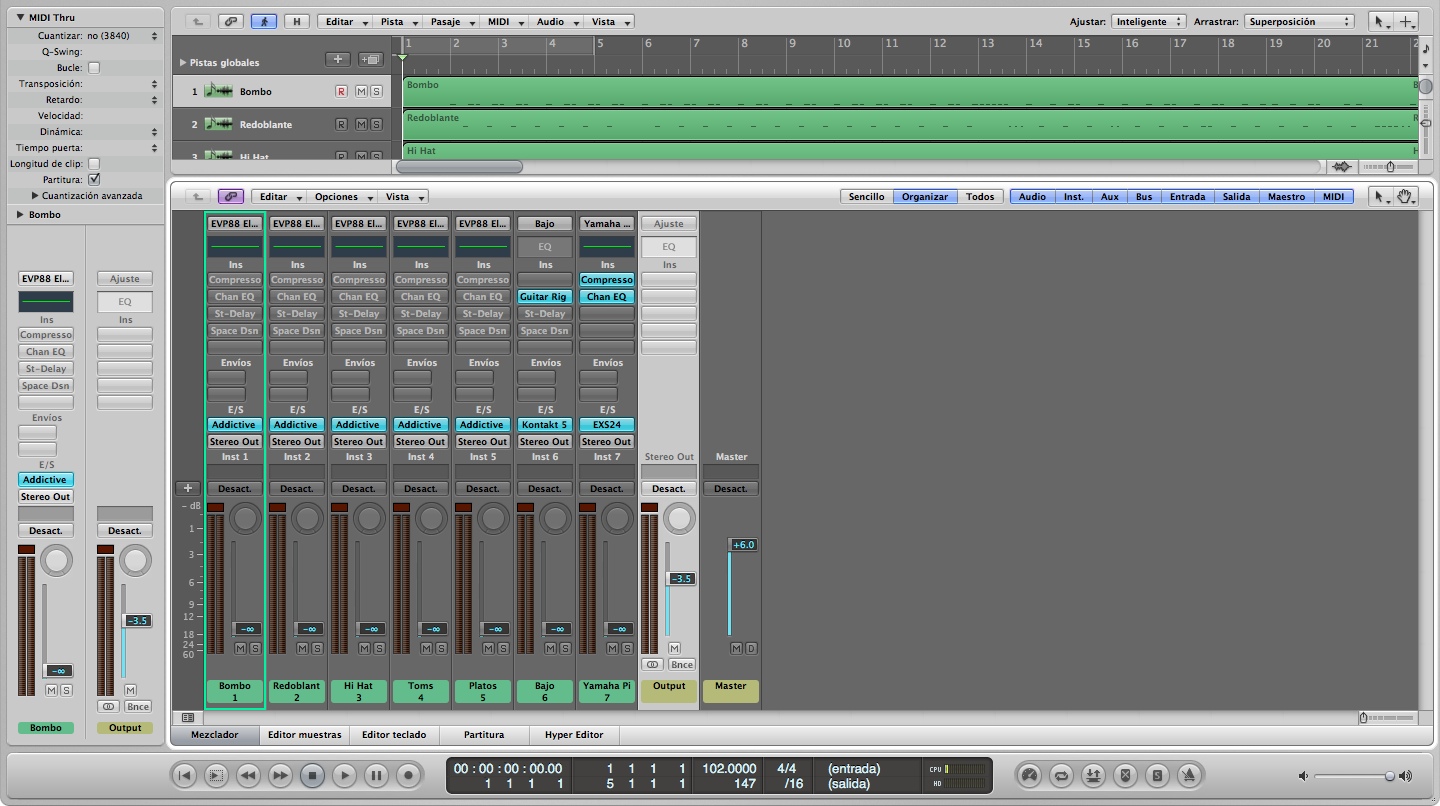 MIDI Thru
Cuantizar: no (3840)
Q-Swing:
Bucle:
Transposición:
Retardo:
Velocidad:
Dinámica:
Tiempo puerta:
Longitud de clip:
Partitura:
Cuantización avanzada
Bombo
EVP88 El... Ajuste
EQ
Ins Ins
Compresso
Chan EQ
St-Delay
Space Dsn
Envíos
E/S
Addictive
Stereo Out
Desact. Desact.
-3.5
-∞
M S M
Bnce
Bombo Output
H Editar Pista Pasaje MIDI Audio Vista Ajustar: Inteligente Arrastrar: Superposición
Pistas globales
1 2 3 4 5 6 7 8 9 10 11 12 13 14 15 16 17 18 19 20 21
1 Bombo R M S Bombo
2 Redoblante R M S Redoblante
3 Hi Hat R M S Hi Hat
Editar Opciones Vista Sencillo Organizar Todos Audio Inst. Aux Bus Entrada Salida Maestro MIDI
EVP88 El... EVP88 El... EVP88 El... EVP88 El... EVP88 El... Bajo Yamaha ... Ajuste
EQ EQ
Ins Ins Ins Ins Ins Ins Ins Ins
Compresso Compresso Compresso Compresso Compresso Compresso
Chan EQ Chan EQ Chan EQ Chan EQ Chan EQ Guitar Rig Chan EQ
St-Delay St-Delay St-Delay St-Delay St-Delay St-Delay
Space Dsn Space Dsn Space Dsn Space Dsn Space Dsn Space Dsn
Envíos Envíos Envíos Envíos Envíos Envíos Envíos
E/S E/S E/S E/S E/S E/S E/S
Addictive Addictive Addictive Addictive Addictive Kontakt 5 EXS24
Stereo Out Stereo Out Stereo Out Stereo Out Stereo Out Stereo Out Stereo Out
Inst 1 Inst 2 Inst 3 Inst 4 Inst 5 Inst 6 Inst 7 Stereo Out Master
Desact. Desact. Desact. Desact. Desact. Desact. Desact. Desact. Desact.
- dB
1
3
6
9
12
18
24
60
+6.0
-3.5
-∞ -∞ -∞ -∞ -∞ -∞ -∞
M S M S M S M S M S M S M S M M D
Bnce
Bombo Redoblant Hi Hat Toms Platos Bajo Yamaha Pi Output Master
1 2 3 4 5 6 7
Mezclador Editor muestras Editor teclado Partitura Hyper Editor
00 : 00 : 00 : 00.00 1 1 1 1 102.0000 4/4 (entrada) CPU
1 1 1 1 5 1 1 1 147 /16 (salida) HD
S